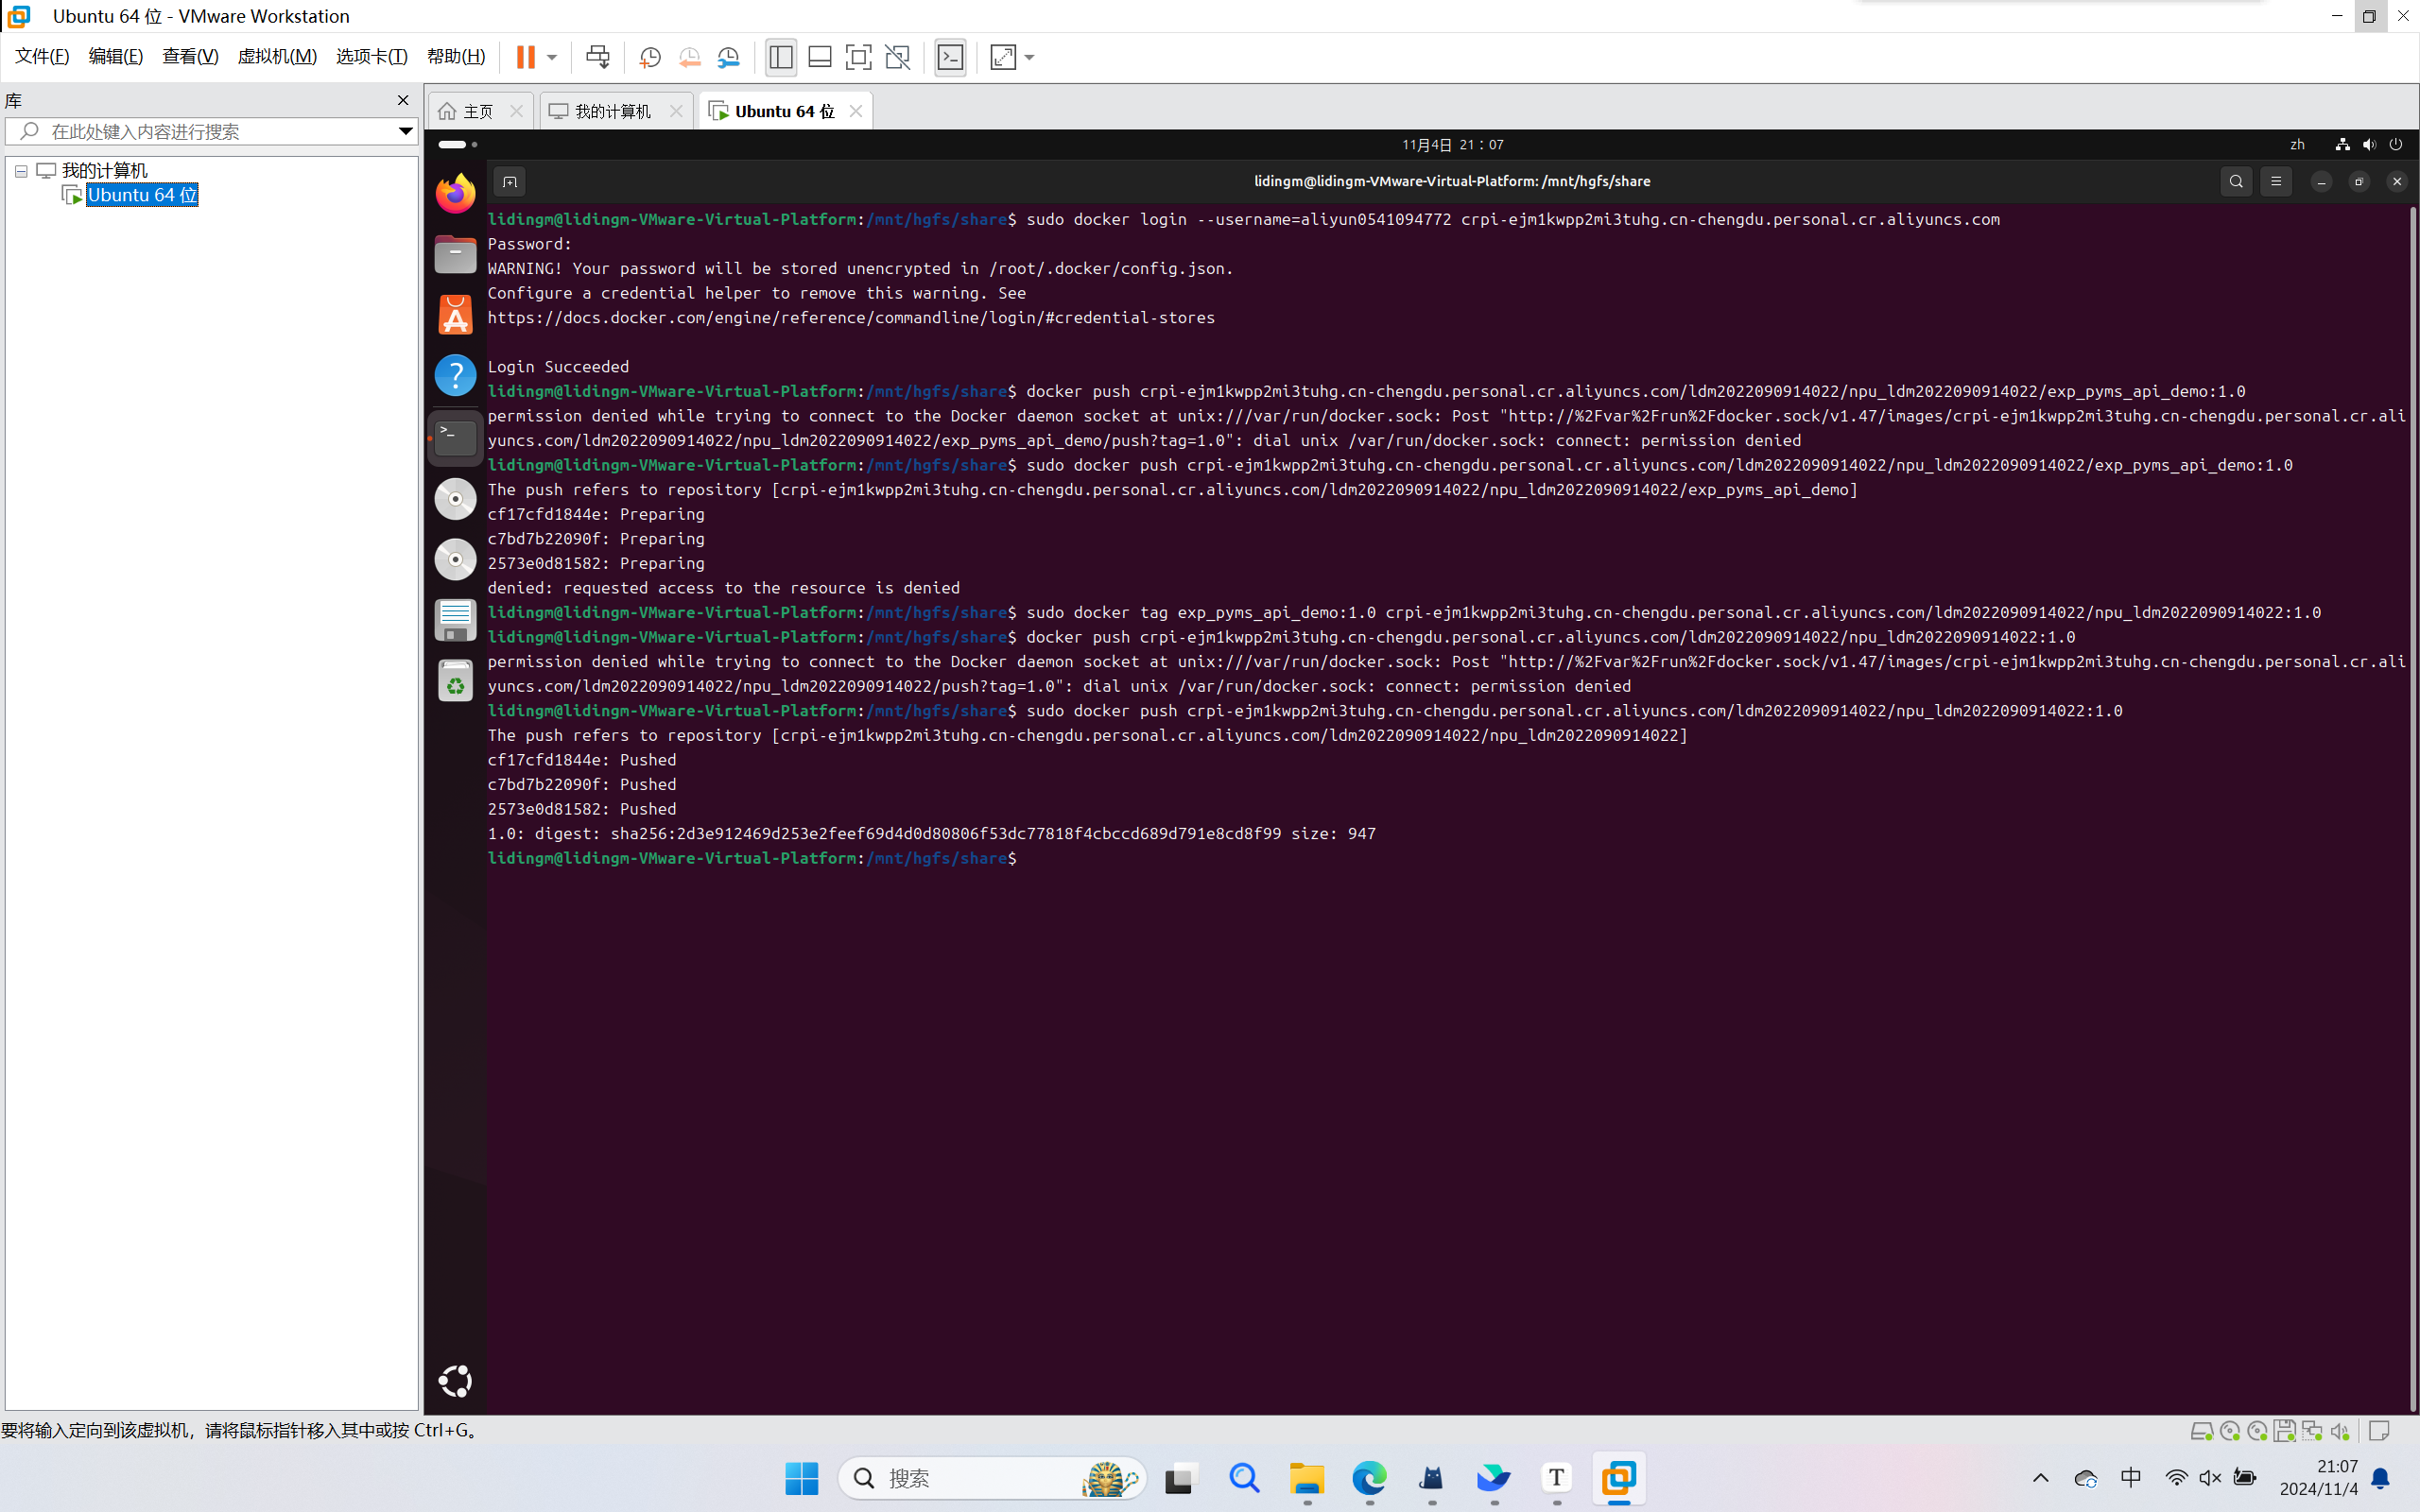 Ubuntu 64 位 - VMware Workstation
文件(F) 编辑(E) 查看(V) 虚拟机(M) 选项卡(T) 帮助(H)
库
在此处键入内容进行搜索
我的计算机
Ubuntu 64 位
主页 我的计算机 Ubuntu 64 位
11月4日 21：07
zh
lidingm@lidingm-VMware-Virtual-Platform: /mnt/hgfs/share
lidingm@lidingm-VMware-Virtual-Platform:/mnt/hgfs/share$ sudo docker login --username=aliyun0541094772 crpi-ejm1kwpp2mi3tuhg.cn-chengdu.personal.cr.aliyuncs.com
Password:
WARNING! Your password will be stored unencrypted in /root/.docker/config.json.
Configure a credential helper to remove this warning. See
https://docs.docker.com/engine/reference/commandline/login/#credential-stores
Login Succeeded
lidingm@lidingm-VMware-Virtual-Platform:/mnt/hgfs/share$ docker push crpi-ejm1kwpp2mi3tuhg.cn-chengdu.personal.cr.aliyuncs.com/ldm2022090914022/npu_ldm2022090914022/exp_pyms_api_demo:1.0
permission denied while trying to connect to the Docker daemon socket at unix:///var/run/docker.sock: Post "http://%2Fvar%2Frun%2Fdocker.sock/v1.47/images/crpi-ejm1kwpp2mi3tuhg.cn-chengdu.personal.cr.ali
yuncs.com/ldm2022090914022/npu_ldm2022090914022/exp_pyms_api_demo/push?tag=1.0": dial unix /var/run/docker.sock: connect: permission denied
lidingm@lidingm-VMware-Virtual-Platform:/mnt/hgfs/share$ sudo docker push crpi-ejm1kwpp2mi3tuhg.cn-chengdu.personal.cr.aliyuncs.com/ldm2022090914022/npu_ldm2022090914022/exp_pyms_api_demo:1.0
The push refers to repository [crpi-ejm1kwpp2mi3tuhg.cn-chengdu.personal.cr.aliyuncs.com/ldm2022090914022/npu_ldm2022090914022/exp_pyms_api_demo]
cf17cfd1844e: Preparing
c7bd7b22090f: Preparing
2573e0d81582: Preparing
denied: requested access to the resource is denied
lidingm@lidingm-VMware-Virtual-Platform:/mnt/hgfs/share$ sudo docker tag exp_pyms_api_demo:1.0 crpi-ejm1kwpp2mi3tuhg.cn-chengdu.personal.cr.aliyuncs.com/ldm2022090914022/npu_ldm2022090914022:1.0
lidingm@lidingm-VMware-Virtual-Platform:/mnt/hgfs/share$ docker push crpi-ejm1kwpp2mi3tuhg.cn-chengdu.personal.cr.aliyuncs.com/ldm2022090914022/npu_ldm2022090914022:1.0
permission denied while trying to connect to the Docker daemon socket at unix:///var/run/docker.sock: Post "http://%2Fvar%2Frun%2Fdocker.sock/v1.47/images/crpi-ejm1kwpp2mi3tuhg.cn-chengdu.personal.cr.ali
yuncs.com/ldm2022090914022/npu_ldm2022090914022/push?tag=1.0": dial unix /var/run/docker.sock: connect: permission denied
lidingm@lidingm-VMware-Virtual-Platform:/mnt/hgfs/share$ sudo docker push crpi-ejm1kwpp2mi3tuhg.cn-chengdu.personal.cr.aliyuncs.com/ldm2022090914022/npu_ldm2022090914022:1.0
The push refers to repository [crpi-ejm1kwpp2mi3tuhg.cn-chengdu.personal.cr.aliyuncs.com/ldm2022090914022/npu_ldm2022090914022]
cf17cfd1844e: Pushed
c7bd7b22090f: Pushed
2573e0d81582: Pushed
1.0: digest: sha256:2d3e912469d253e2feef69d4d0d80806f53dc77818f4cbccd689d791e8cd8f99 size: 947
lidingm@lidingm-VMware-Virtual-Platform:/mnt/hgfs/share$
要将输入定向到该虚拟机，请将鼠标指针移入其中或按 Ctrl+G。
搜索
中
21:07
2024/11/4